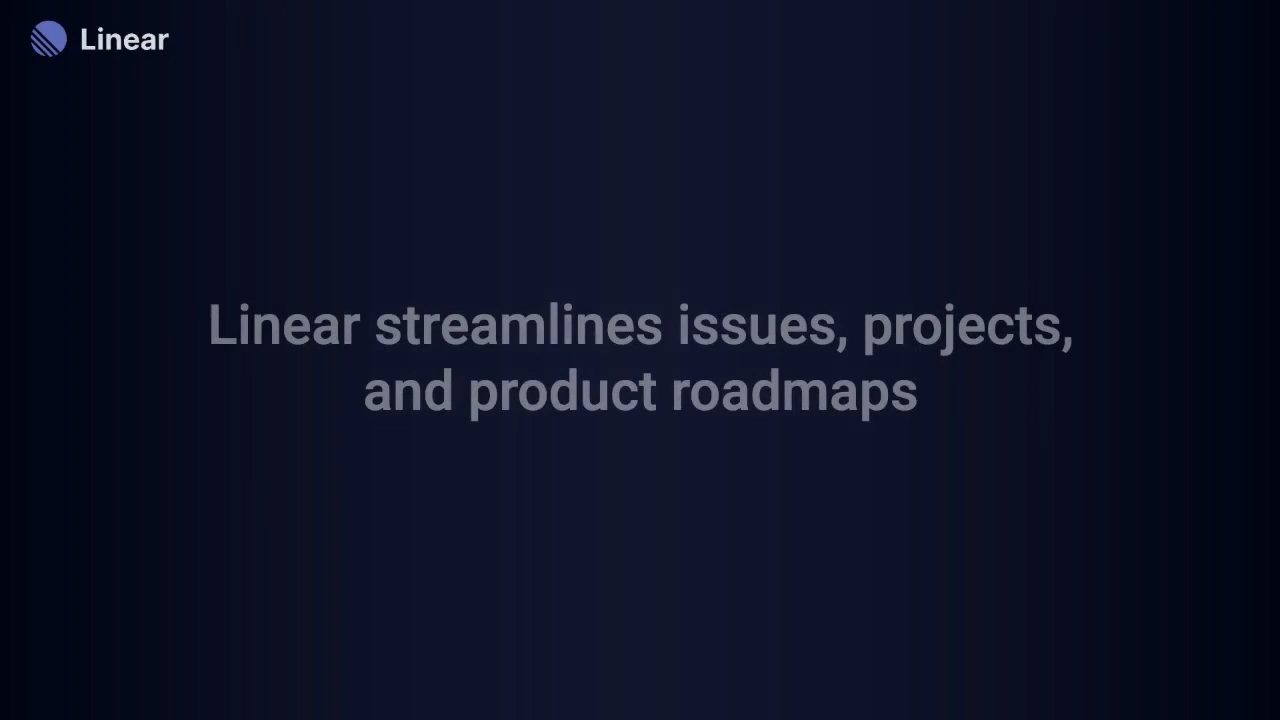 Linear
Linear streamlines issues, projects,
and product roadmaps